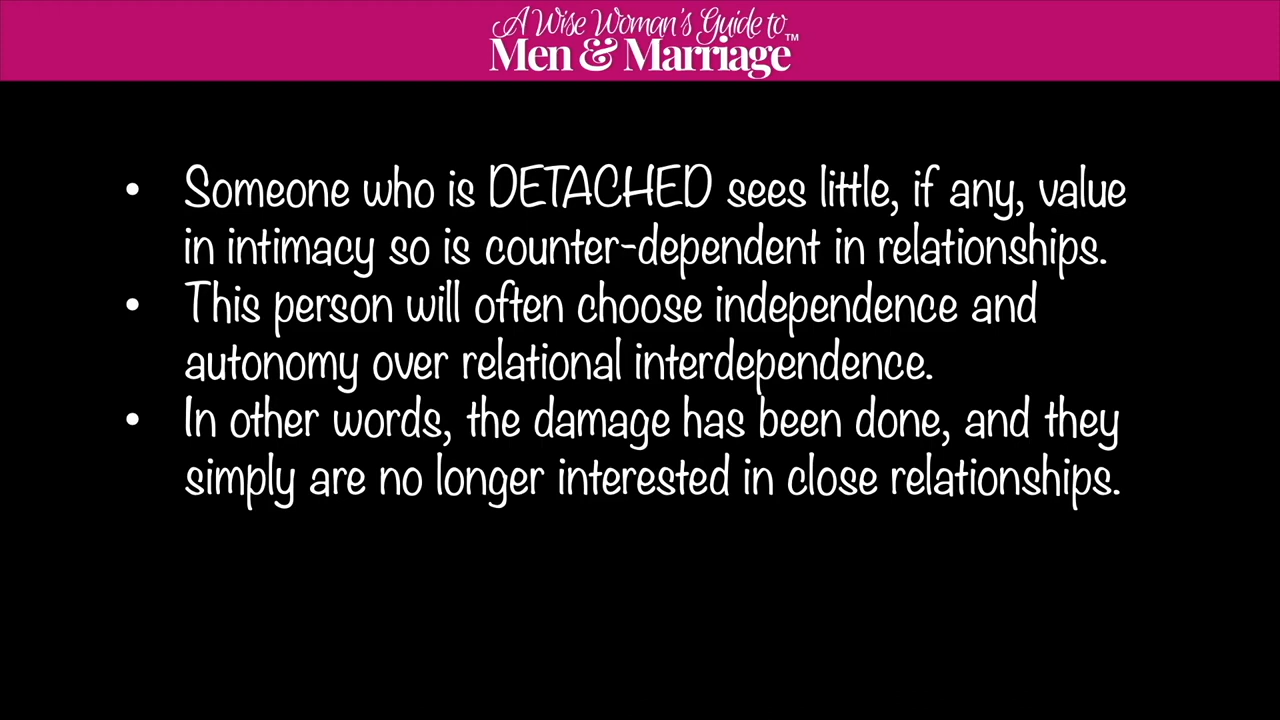 A Wise Woman's Guide to
Men & Marriage™
• Someone who is DETACHED sees little, if any, value
in intimacy so is counter-dependent in relationships.
• This person will often choose independence and
autonomy over relational interdependence.
• In other words, the damage has been done, and they
simply are no longer interested in close relationships.